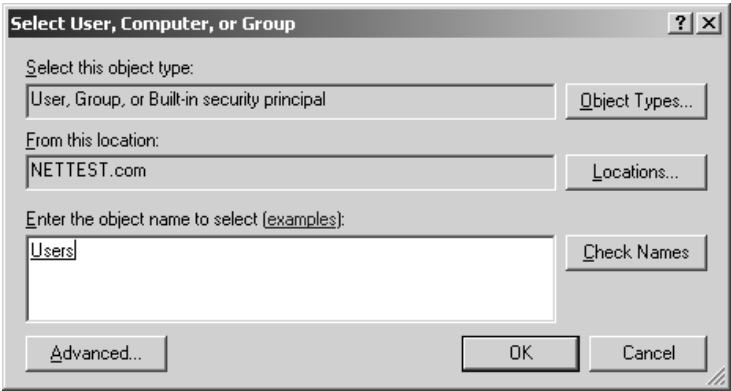 Select User, Computer, or Group
Select this object type:
User, Group, or Built-in security principal
Object Types...
From this location:
NETTEST.com
Locations...
Enter the object name to select (examples):
Users
Check Names
Advanced...
OK
Cancel